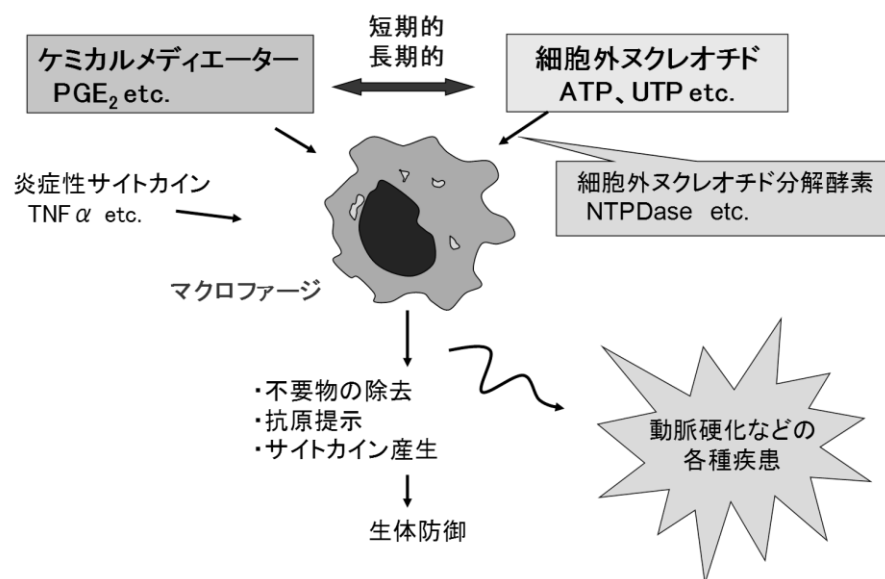 短期的
長期的
ケミカルメディエーター
PGE₂ etc.
細胞外ヌクレオチド
ATP、UTP etc.
炎症性サイトカイン
TNFα etc.
細胞外ヌクレオチド分解酵素
NTPDase etc.
マクロファージ
・不要物の除去
・抗原提示
・サイトカイン産生
動脈硬化などの
各種疾患
生体防御